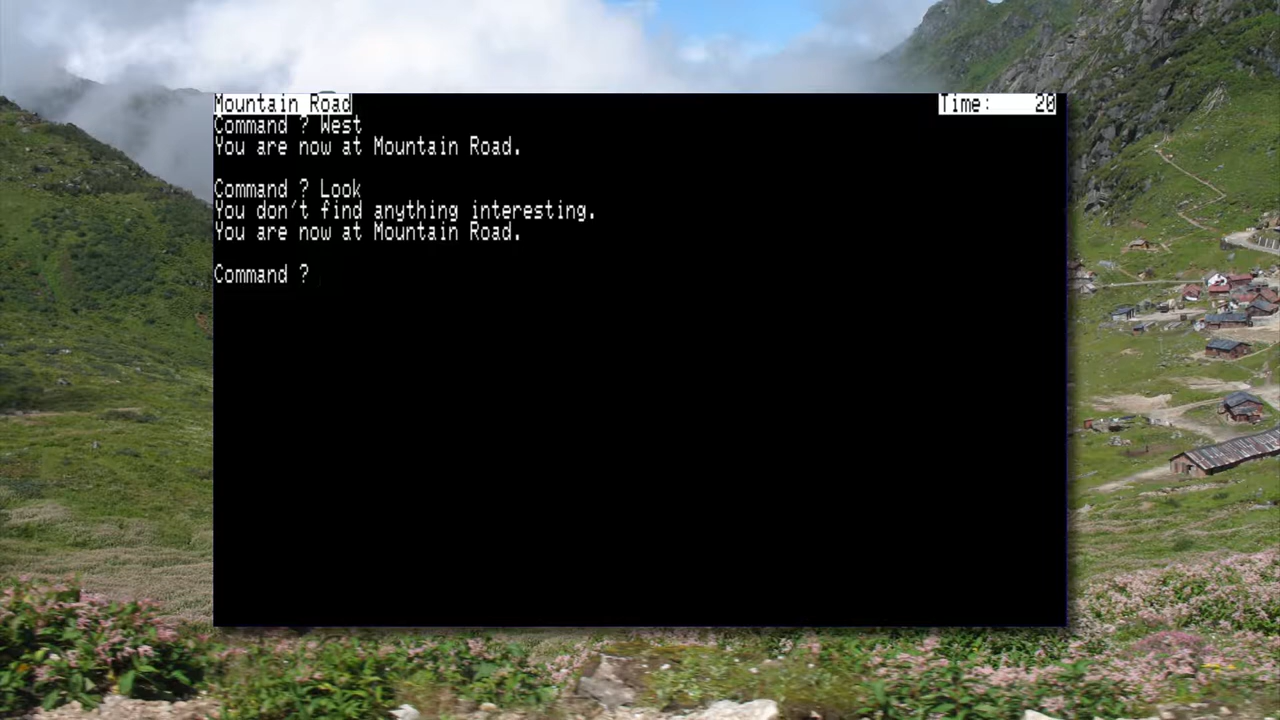 Mountain Road Time: 20
Command ? West
You are now at Mountain Road.
Command ? Look
You don't find anything interesting.
You are now at Mountain Road.
Command ?